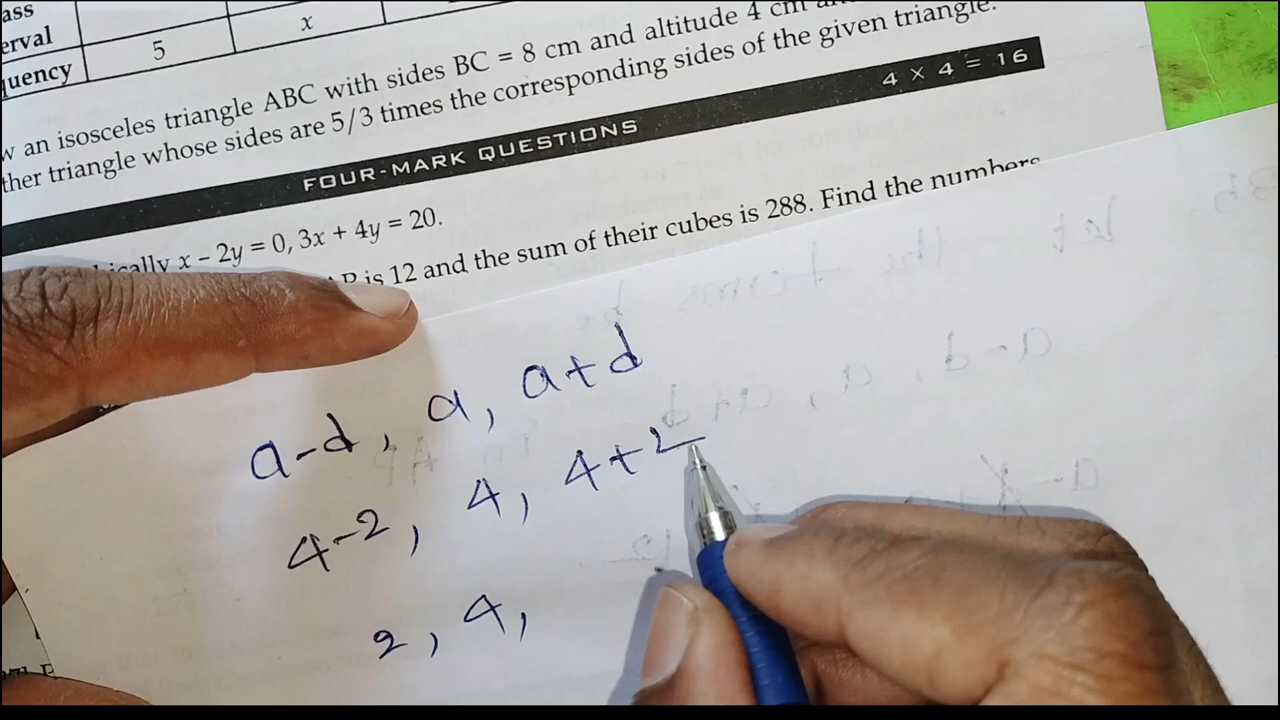 x
5
BC = 8 cm and altitude 4 cm
an isosceles triangle ABC with sides
ther triangle whose sides are 5/3 times the corresponding sides of the given triangle.
FOUR-MARK QUESTIONS 4 × 4 = 16
ically x – 2y = 0, 3x + 4y = 20.
is 12 and the sum of their cubes is 288. Find the numbers
a-d, a, a+d
4-2, 4, 4+2
2, 4,